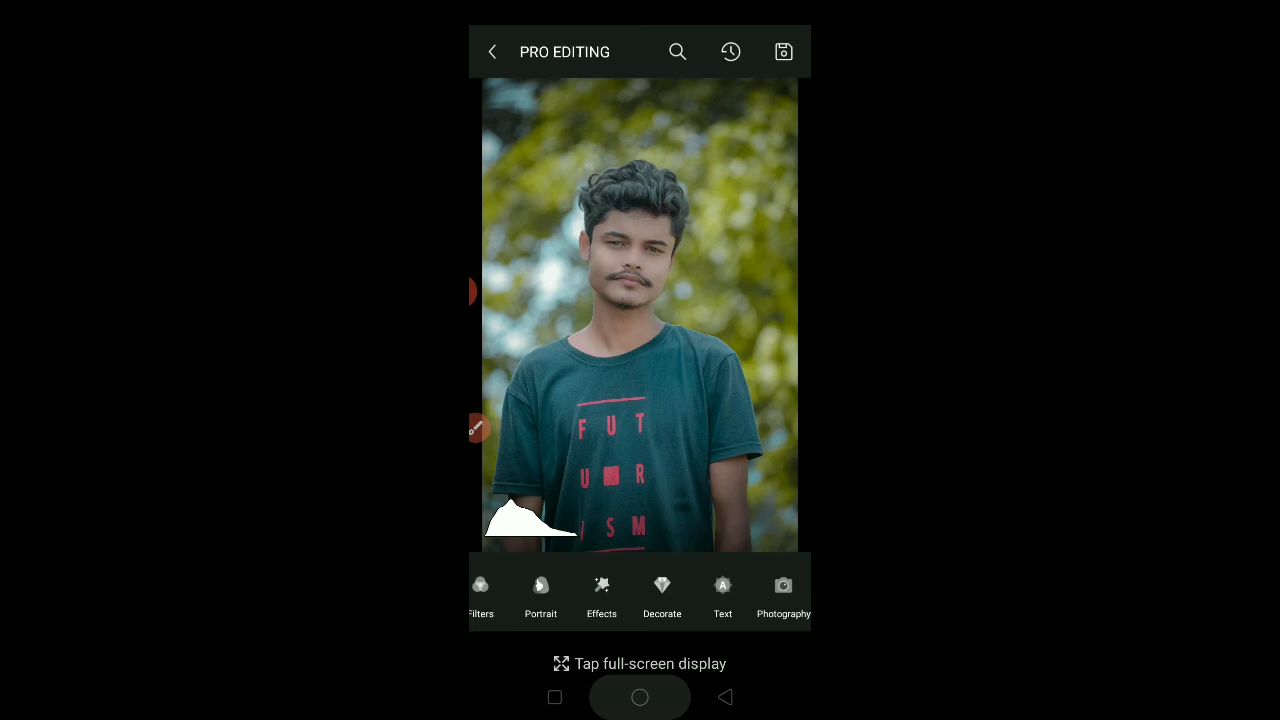 PRO EDITING
F U T
U R
I S M
Filters
Portrait
Effects
Decorate
A
Text
Photography
Tap full-screen display